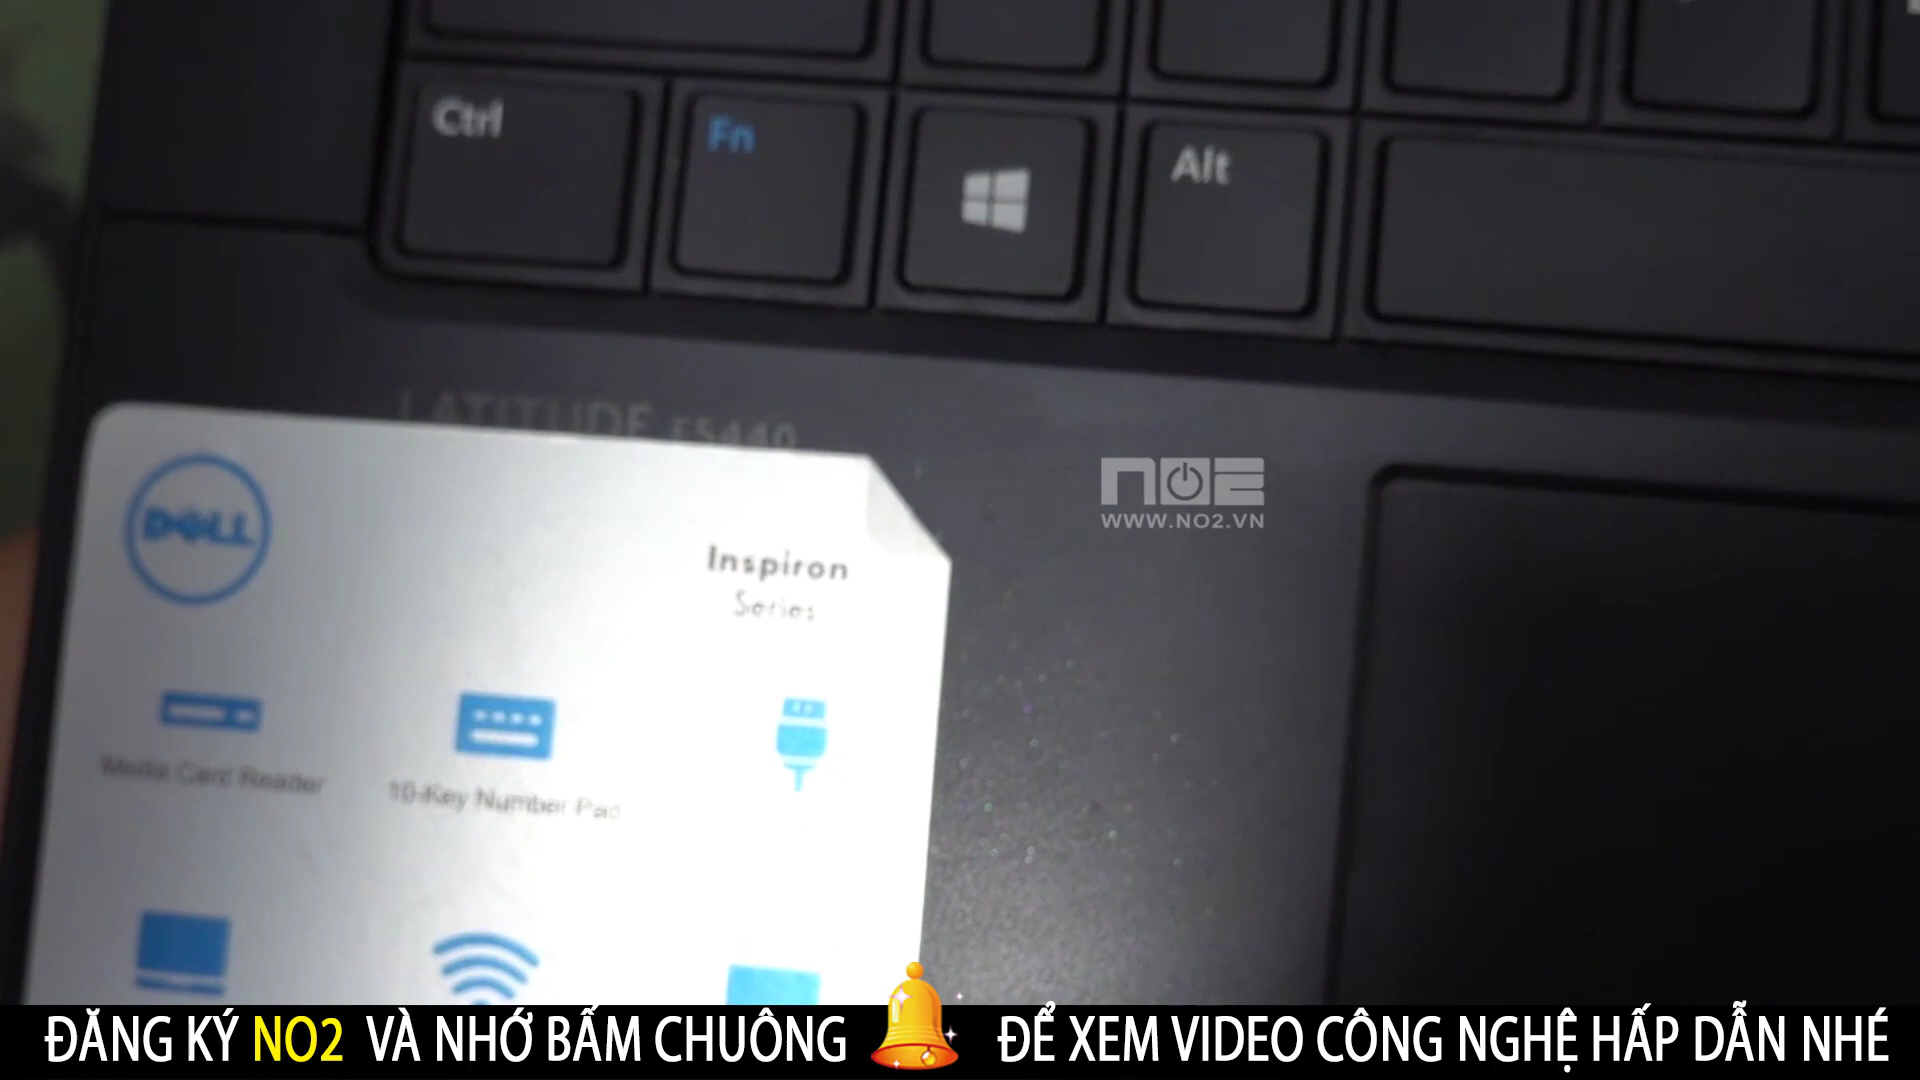 Ctrl
Fn
Alt
LATITUDE E5440
DELL
NO2
WWW.NO2.VN
Inspiron
Series
Media Card Reader
10-Key Number Pad
ĐĂNG KÝ NO2 VÀ NHỚ BẤM CHUÔNG ĐỂ XEM VIDEO CÔNG NGHỆ HẤP DẪN NHÉ